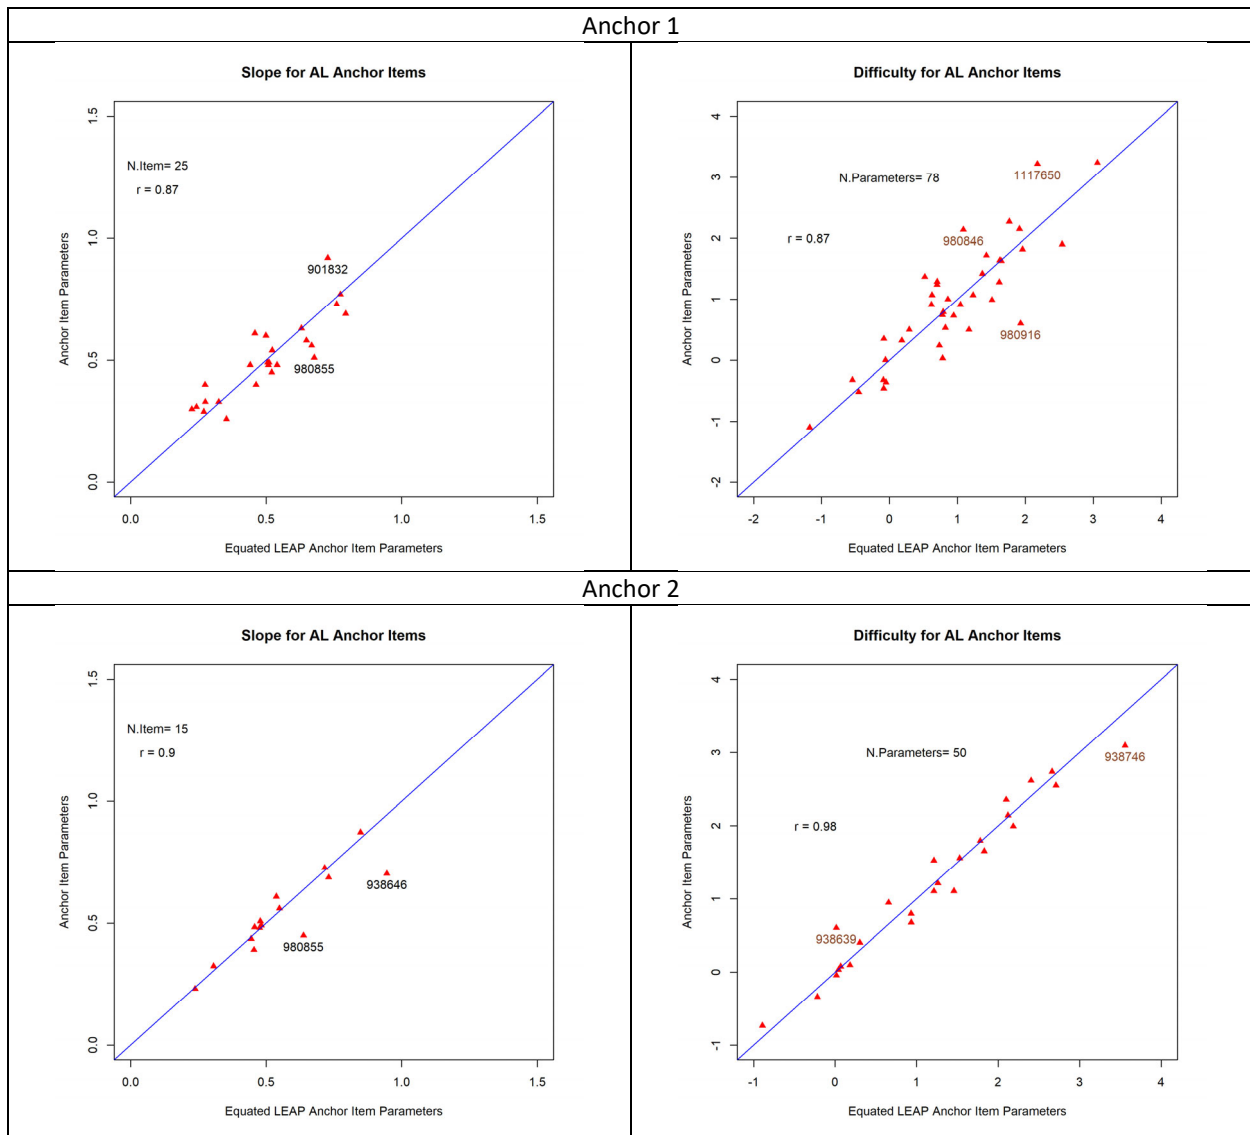 Anchor 1
Slope for AL Anchor Items
1.5
1.0
0.5
0.0
Anchor Item Parameters
N.Item= 25
r = 0.87
901832
980855
0.0 0.5 1.0 1.5
Equated LEAP Anchor Item Parameters
Difficulty for AL Anchor Items
4
3
2
1
0
-1
-2
Anchor Item Parameters
N.Parameters= 78
r = 0.87
1117650
980846
980916
-2 -1 0 1 2 3 4
Equated LEAP Anchor Item Parameters
Anchor 2
Slope for AL Anchor Items
1.5
1.0
0.5
0.0
Anchor Item Parameters
N.Item= 15
r = 0.9
938646
980855
0.0 0.5 1.0 1.5
Equated LEAP Anchor Item Parameters
Difficulty for AL Anchor Items
4
3
2
1
0
-1
Anchor Item Parameters
N.Parameters= 50
r = 0.98
938746
938639
-1 0 1 2 3 4
Equated LEAP Anchor Item Parameters